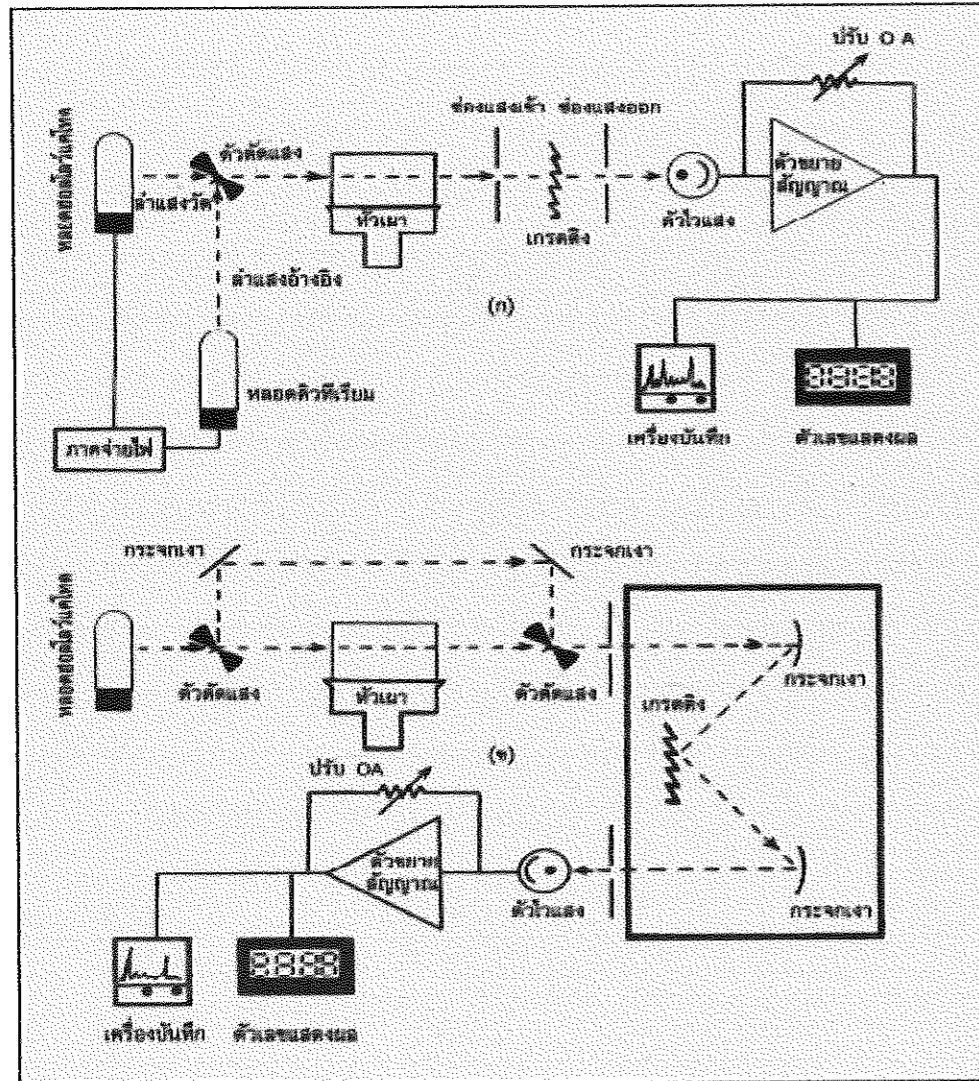 ปรับ O A
ช่องแสงเข้า ช่องแสงออก
หลอดฮอลโลว์แคโทด
ตัวตัดแสง
ลำแสงวัด
หัวเผา
เกรตติง
ตัวไวแสง
ตัวขยาย
สัญญาณ
ลำแสงอ้างอิง
(ก)
หลอดดิวทีเรียม
ภาคจ่ายไฟ
เครื่องบันทึก
ตัวเลขแสดงผล
กระจกเงา
กระจกเงา
หลอดฮอลโลว์แคโทด
ตัวตัดแสง
หัวเผา
ตัวตัดแสง
กระจกเงา
เกรตติง
(ข)
ปรับ OA
ตัวขยาย
สัญญาณ
ตัวไวแสง
กระจกเงา
เครื่องบันทึก
ตัวเลขแสดงผล